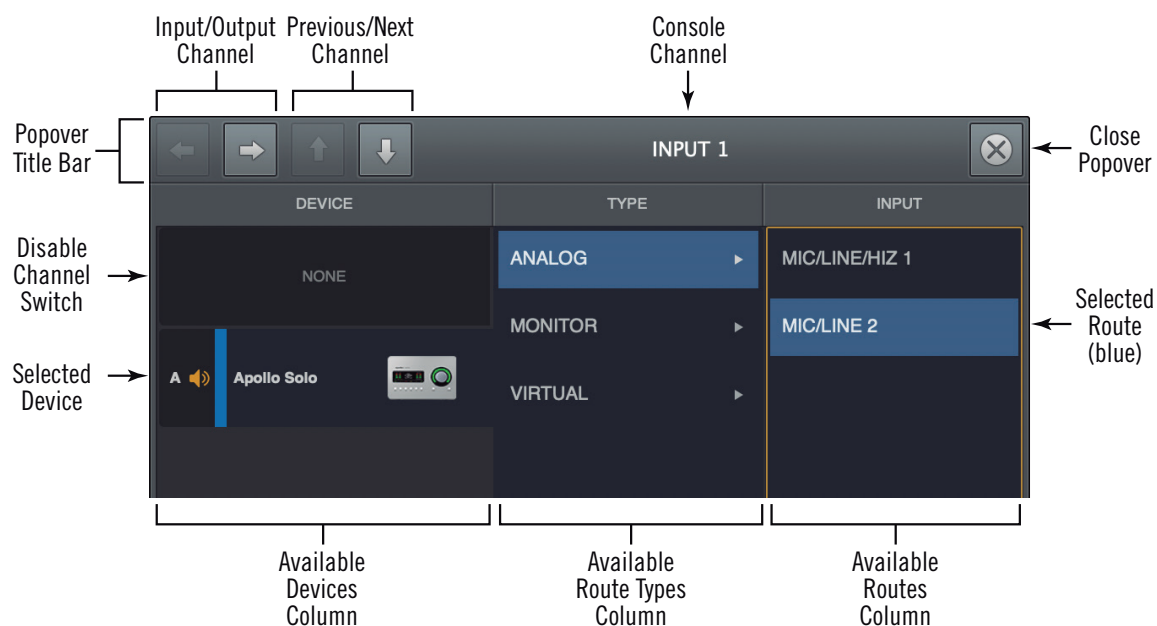 Input/Output Previous/Next Console
Channel Channel Channel
Popover
Title Bar
INPUT 1
Close
Popover
DEVICE TYPE INPUT
Disable
Channel
Switch
NONE
ANALOG
MIC/LINE/HIZ 1
MONITOR
MIC/LINE 2
Selected
Route
(blue)
Selected
Device
A Apollo Solo
VIRTUAL
Available
Devices
Column
Available
Route Types
Column
Available
Routes
Column